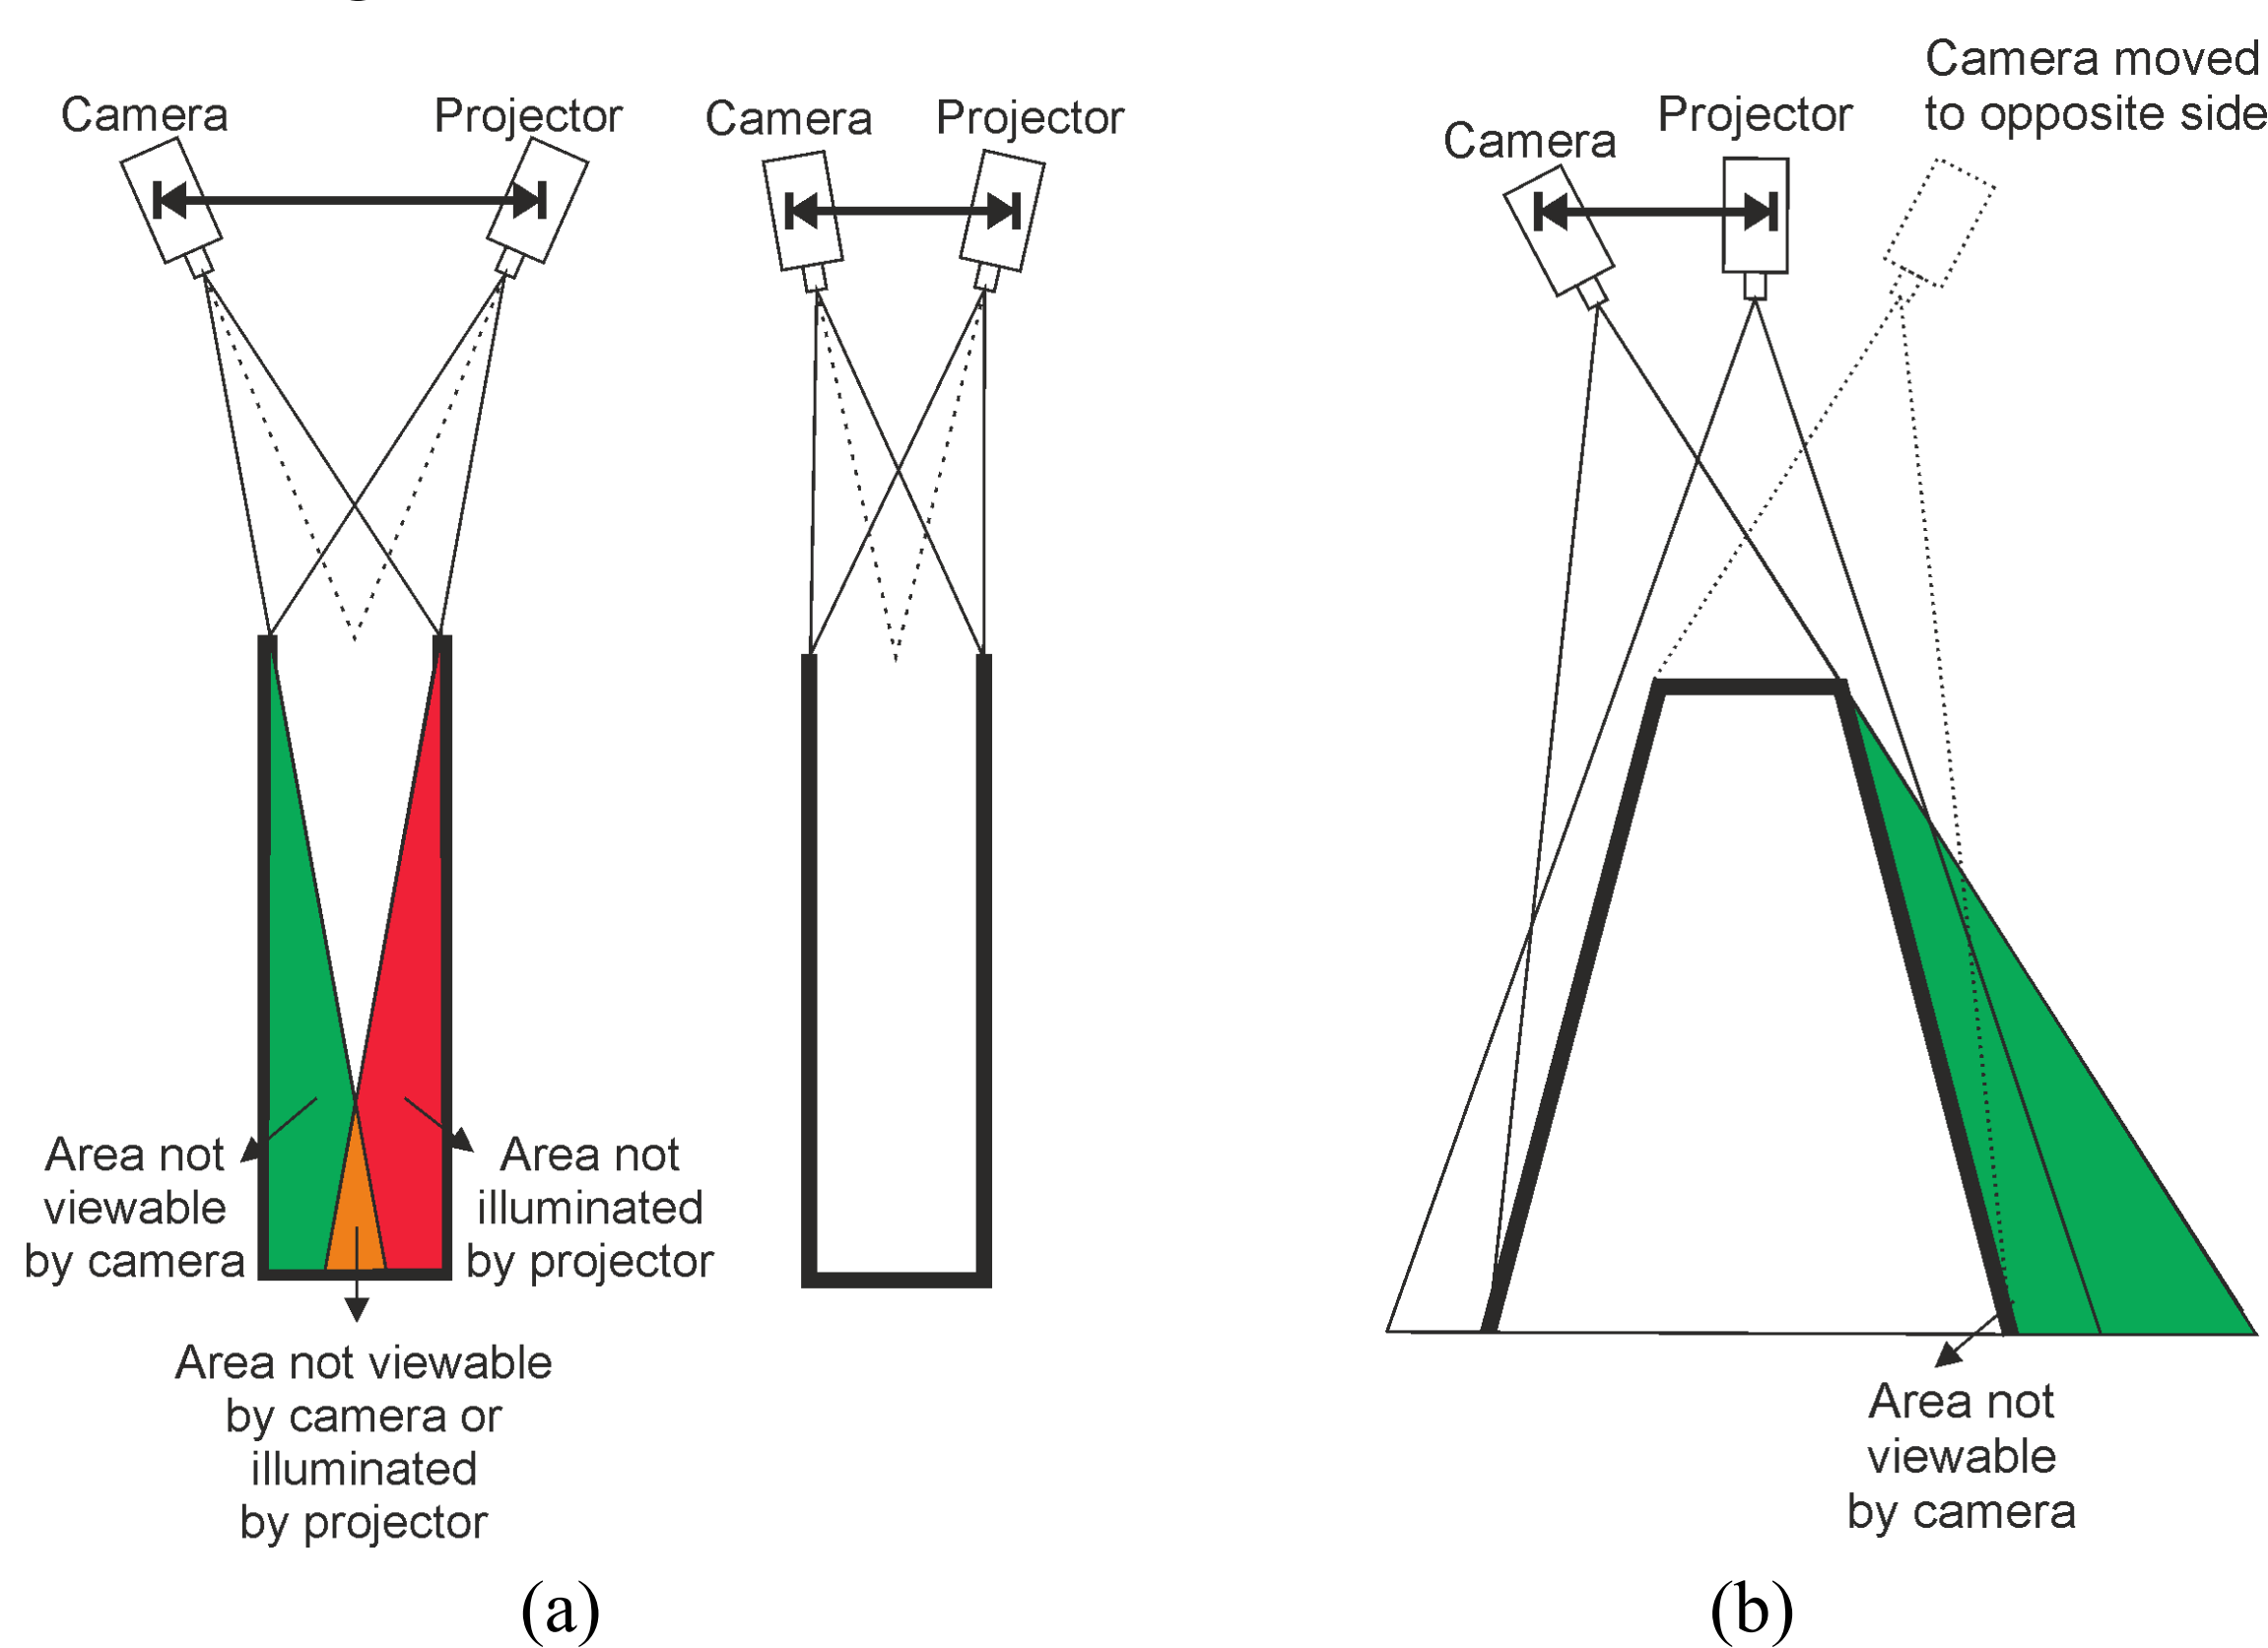 Camera
Projector
Camera
Projector
Area not
viewable
by camera
Area not
illuminated
by projector
Area not viewable
by camera or
illuminated
by projector
(a)
Camera
Projector
Camera moved
to opposite side
Area not
viewable
by camera
(b)